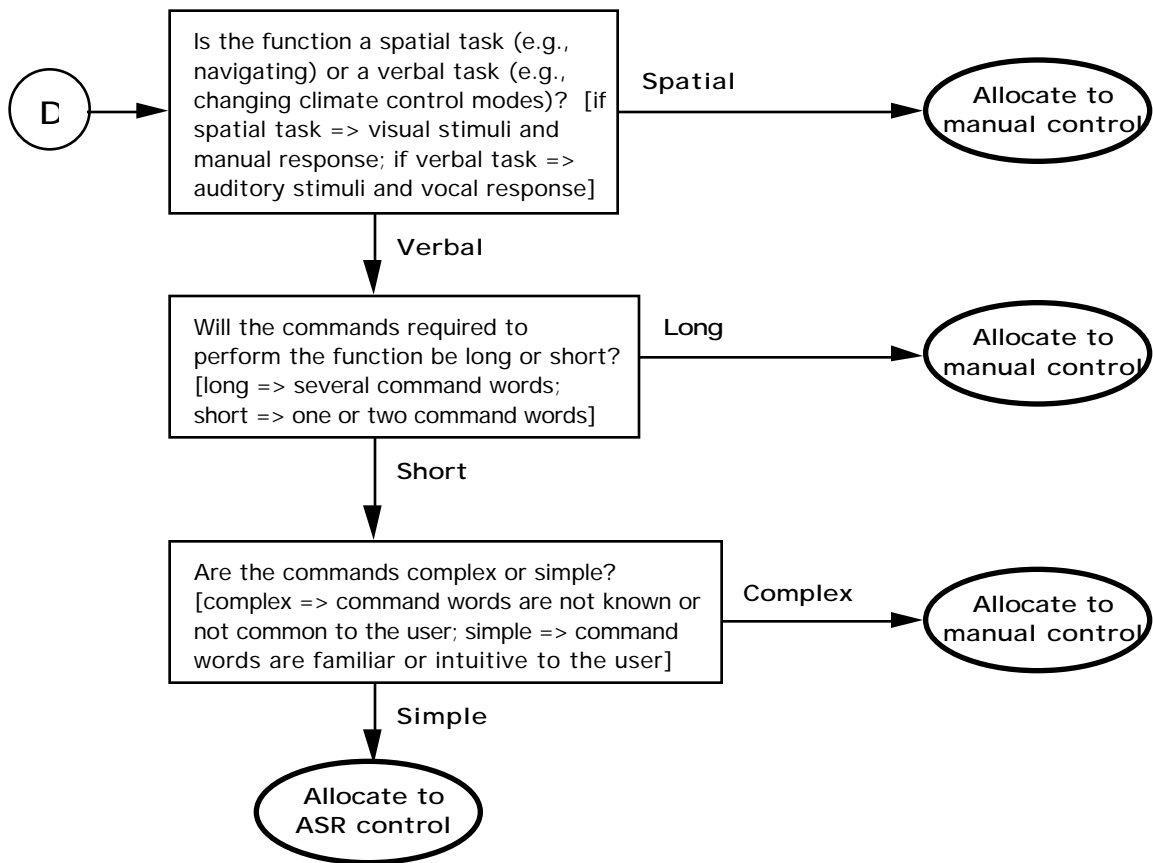 D
Is the function a spatial task (e.g.,
navigating) or a verbal task (e.g.,
changing climate control modes)?  [if
spatial task => visual stimuli and
manual response; if verbal task =>
auditory stimuli and vocal response]
Spatial
Allocate to
manual control
Verbal
Will the commands required to
perform the function be long or short?
[long => several command words;
short => one or two command words]
Long
Allocate to
manual control
Short
Are the commands complex or simple?
[complex => command words are not known or
not common to the user; simple => command
words are familiar or intuitive to the user]
Complex
Allocate to
manual control
Simple
Allocate to
ASR control